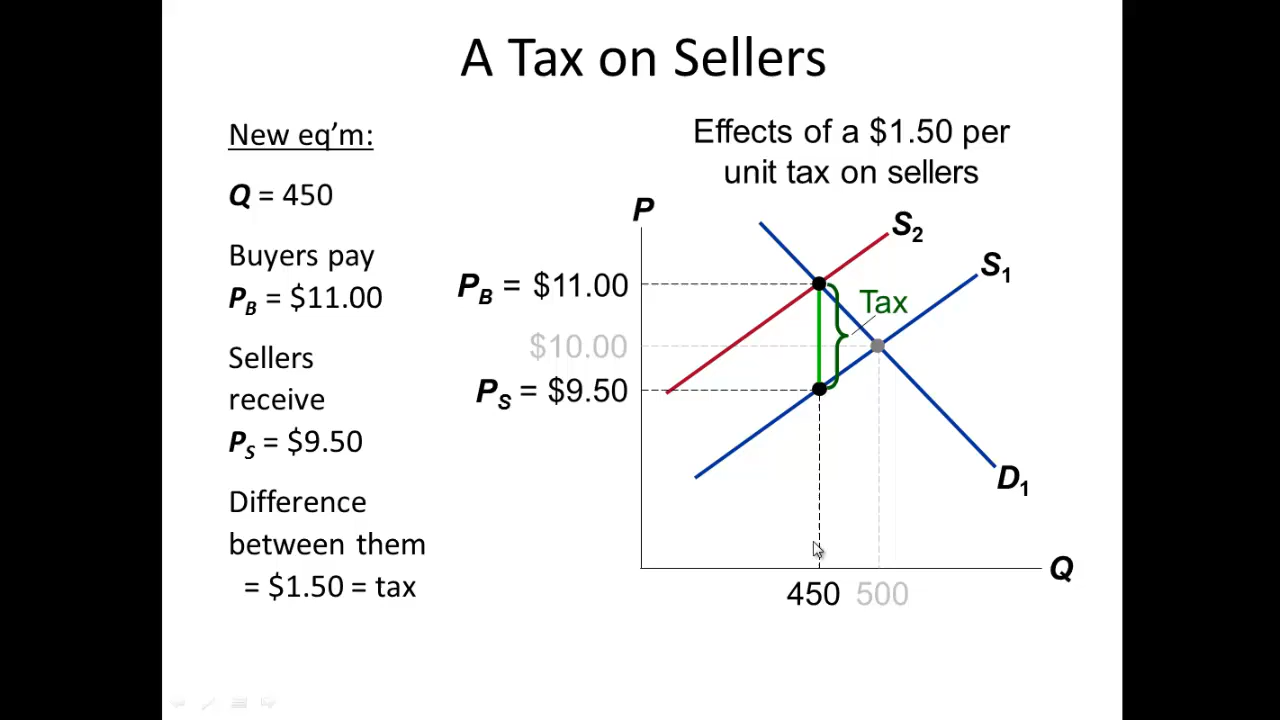 A Tax on Sellers
New eq’m:
Q = 450
Buyers pay
PB = $11.00
Sellers
receive
PS = $9.50
Difference
between them
= $1.50 = tax
Effects of a $1.50 per
unit tax on sellers
P
S2
S1
PB = $11.00
Tax
$10.00
PS = $9.50
D1
Q
450 500